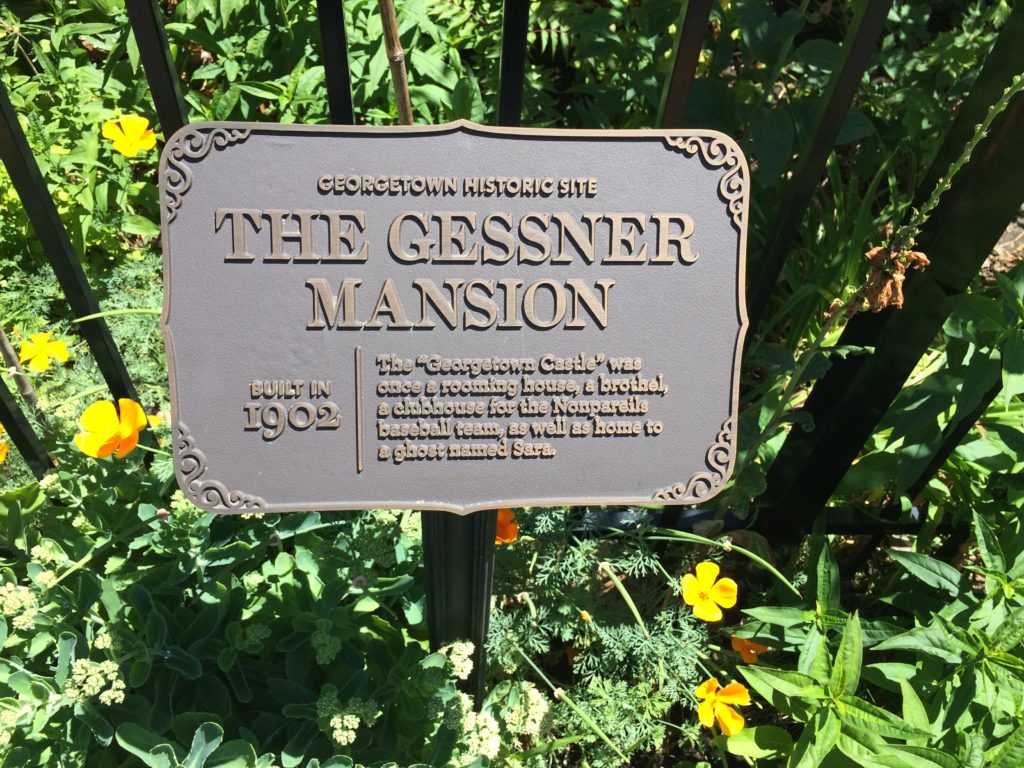 GEORGETOWN HISTORIC SITE
THE GESSNER
MANSION
BUILT IN
1902
The "Georgetown Castle" was
once a rooming house, a brothel,
a clubhouse for the Nonpareils
baseball team, as well as home to
a ghost named Sara.